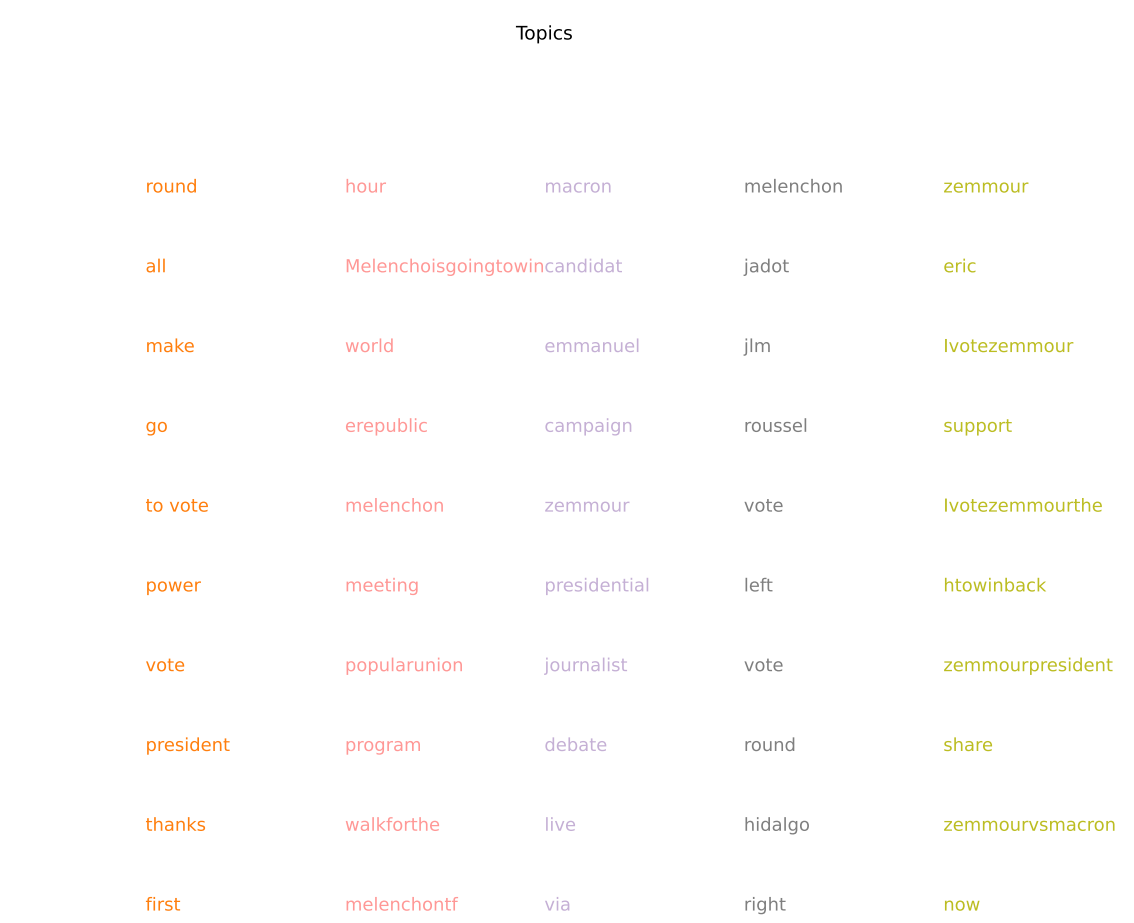 Topics
round hour macron melenchon zemmour
all Melenchoisgoingtowin candidat jadot eric
make world emmanuel jlm Ivotezemmour
go erepublic campaign roussel support
to vote melenchon zemmour vote Ivotezemmourthe
power meeting presidential left htowinback
vote popularunion journalist vote zemmourpresident
president program debate round share
thanks walkforthe live hidalgo zemmourvsmacron
first melenchontf via right now